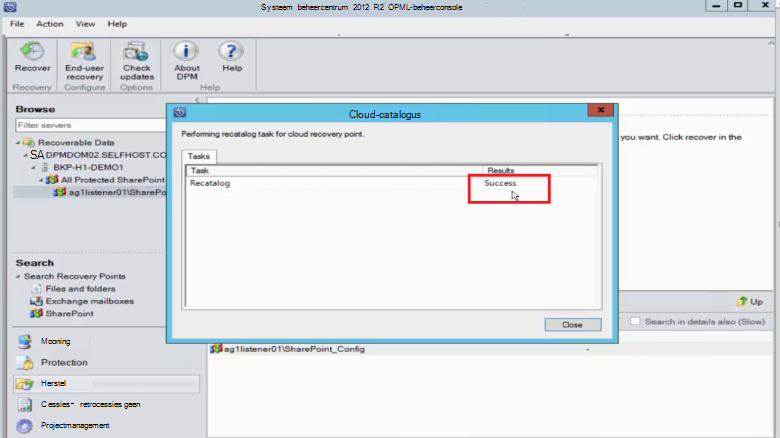 Systeem beheercentrum 2012 R2 OPML-beheerconsole
File Action View Help
Recover
End-user recovery
Check updates
About DPM
Help
Recovery Configure Options Help
Browse
Filter servers
Recoverable Data
SADPMDOM02.SELFHOST.CO
BKP-H1-DEMO1
All Protected SharePoint
ag1listener01\SharePo
Cloud-catalogus
Performing recatalog task for cloud recovery point.
Tasks
Task Results
Recatalog Success
Close
you want. Click recover in the
Up
Search in details also (Slow)
ag1listener01\SharePoint_Config -
Search
Search Recovery Points
Files and folders
Exchange mailboxes
SharePoint
Mooning
Protection
Herstel
Cessies- retrocessies geen
Projectmanagement